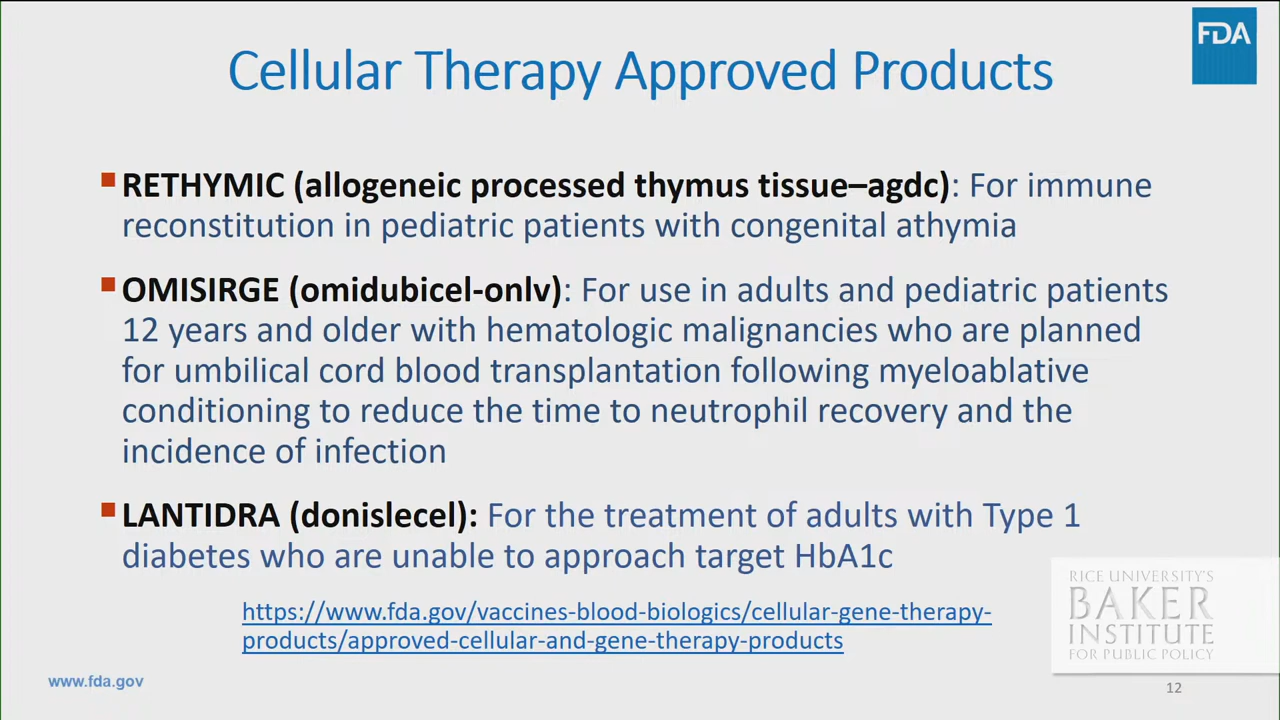 FDA
Cellular Therapy Approved Products
RETHYMIC (allogeneic processed thymus tissue–agdc): For immune
reconstitution in pediatric patients with congenital athymia
OMISIRGE (omidubicel-onlv): For use in adults and pediatric patients
12 years and older with hematologic malignancies who are planned
for umbilical cord blood transplantation following myeloablative
conditioning to reduce the time to neutrophil recovery and the
incidence of infection
LANTIDRA (donislecel): For the treatment of adults with Type 1
diabetes who are unable to approach target HbA1c
https://www.fda.gov/vaccines-blood-biologics/cellular-gene-therapy-
products/approved-cellular-and-gene-therapy-products
RICE UNIVERSITY'S
BAKER
INSTITUTE
FOR PUBLIC POLICY
www.fda.gov
12